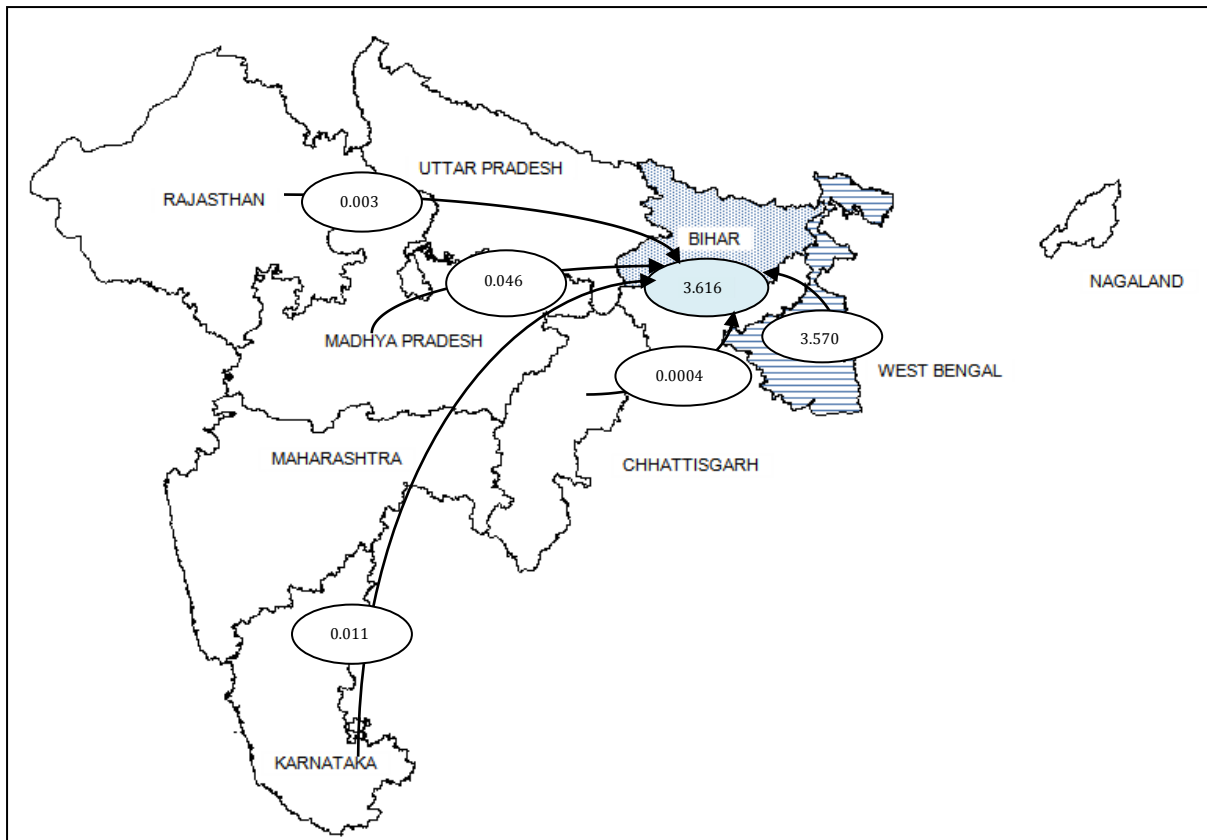 UTTAR PRADESH
RAJASTHAN
0.003
BIHAR
NAGALAND
0.046
3.616
MADHYA PRADESH
3.570
WEST BENGAL
0.0004
MAHARASHTRA
CHHATTISGARH
0.011
KARNATAKA